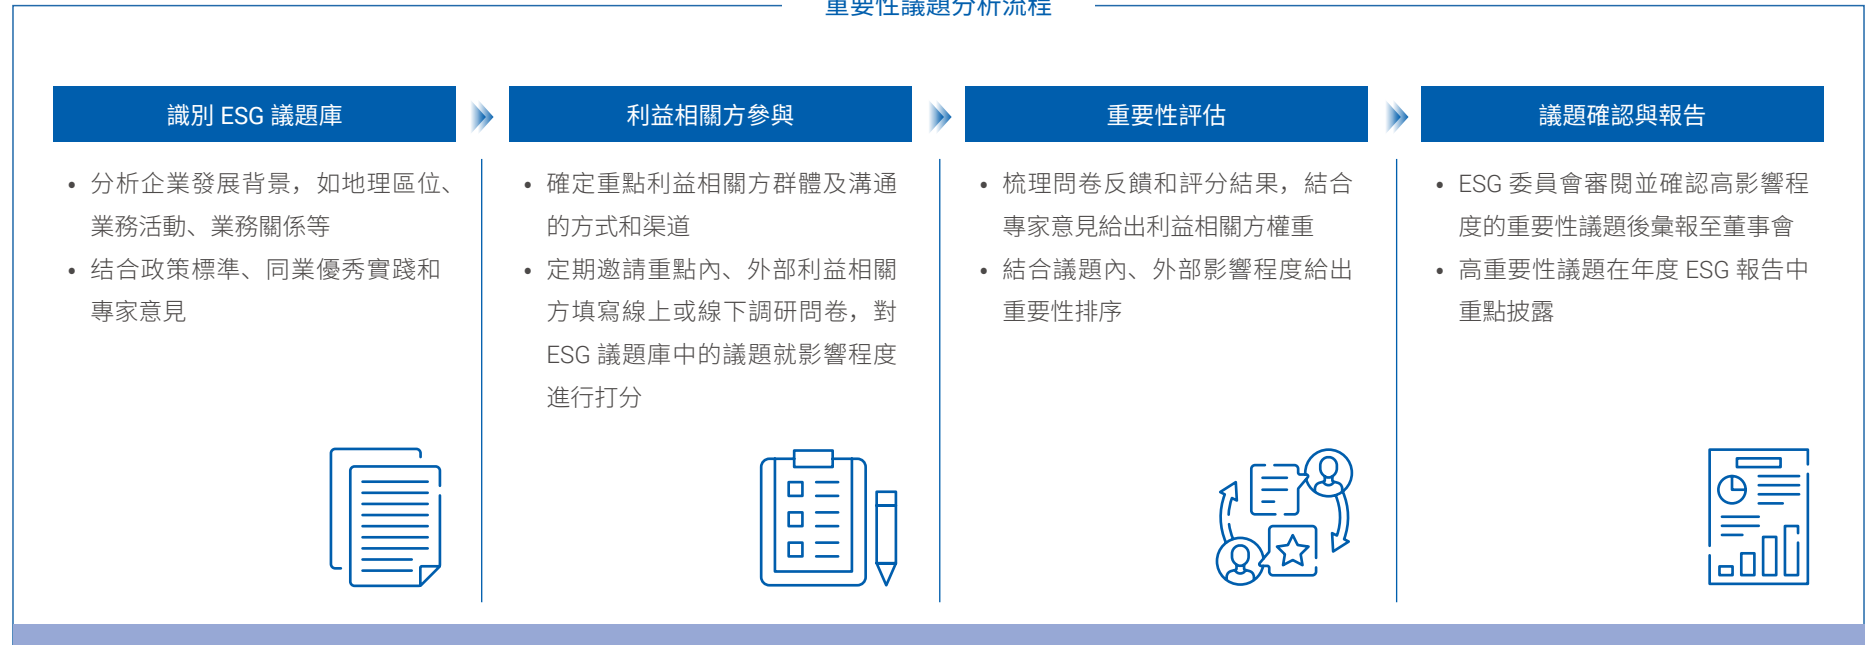 重要性議題分析流程
識別 ESG 議題庫
• 分析企業發展背景，如地理區位、
業務活動、業務關係等
• 结合政策標準、同業優秀實踐和
專家意見
利益相關方參與
• 確定重點利益相關方群體及溝通
的方式和渠道
• 定期邀請重點內、外部利益相關
方填寫線上或線下調研問卷，對
ESG 議題庫中的議題就影響程度
進行打分
重要性評估
• 梳理問卷反饋和評分結果，結合
專家意見給出利益相關方權重
• 結合議題內、外部影響程度給出
重要性排序
議題確認與報告
• ESG 委員會審閱並確認高影響程
度的重要性議題後彙報至董事會
• 高重要性議題在年度 ESG 報告中
重點披露